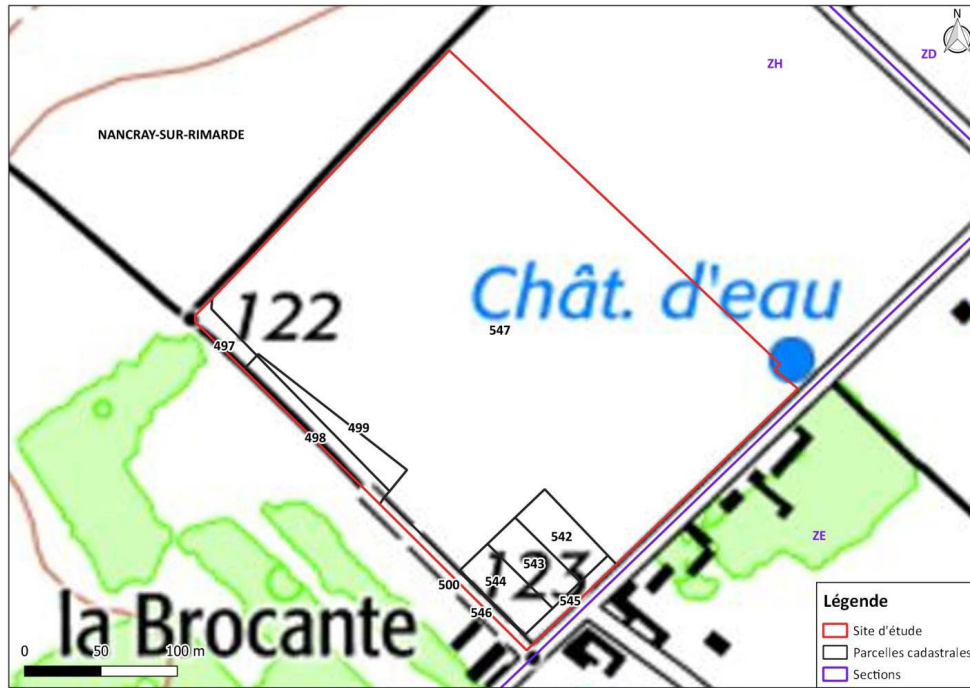 N
ZH
ZD
NANCRAY-SUR-RIMARDE
Chât. d'eau
122
547
497
499
498
542
543
123
ZE
544
500
545
546
la Brocante
0 50 100 m
Légende
Site d'étude
Parcelles cadastrales
Sections